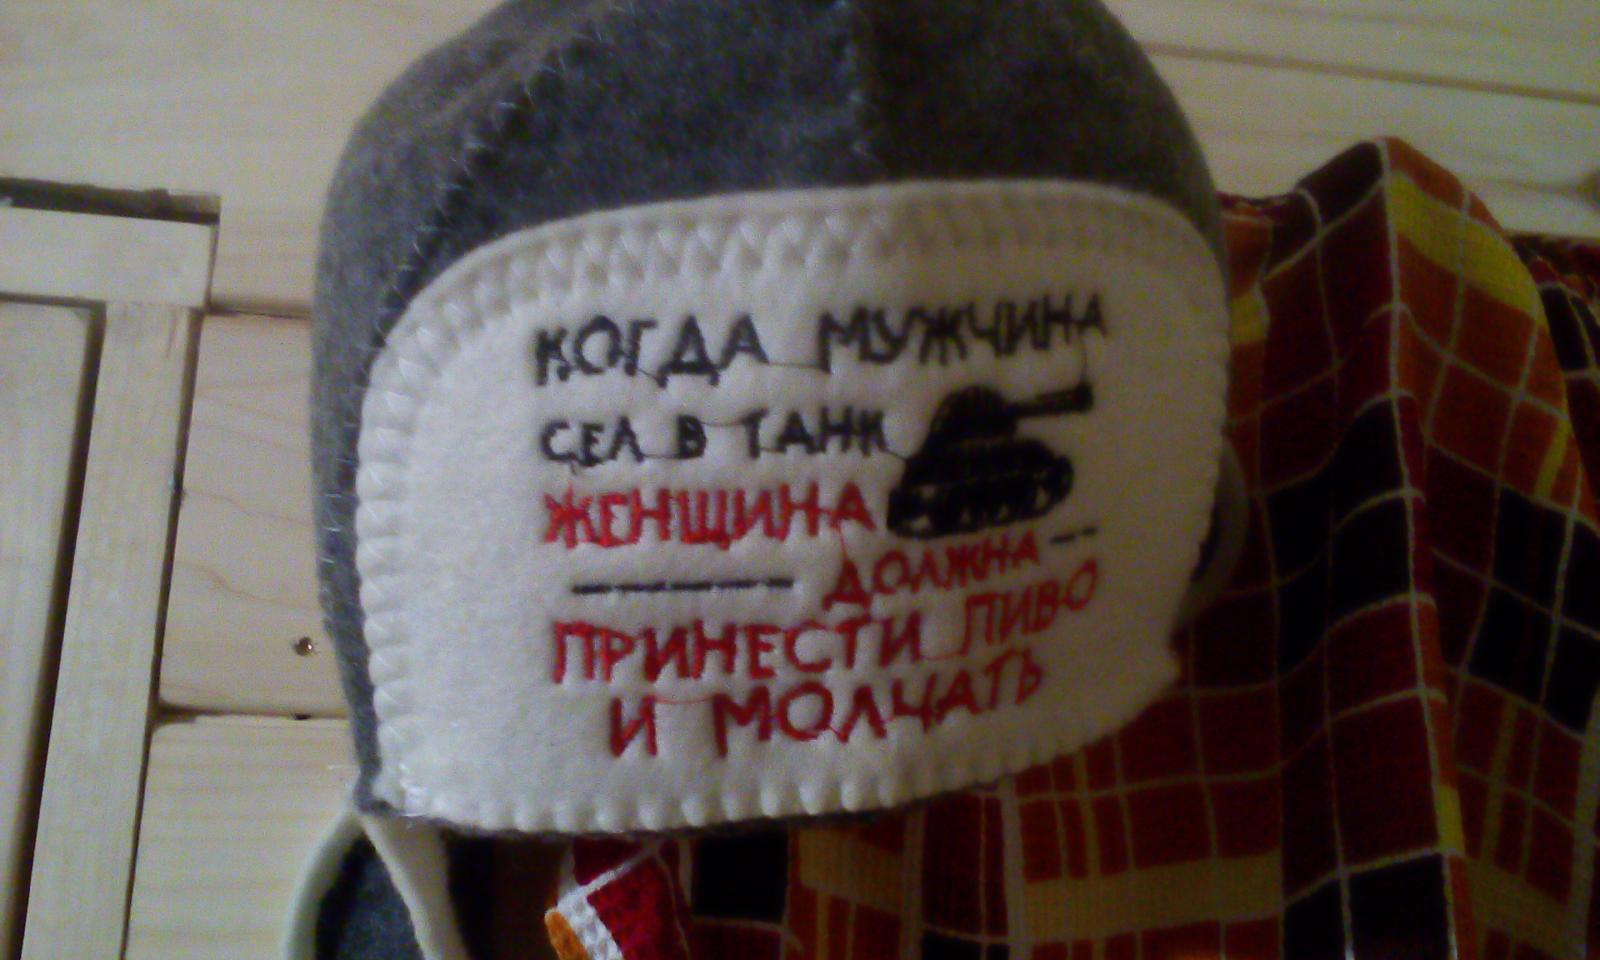 КОГДА МУЖЧИНА
СЕЛ В ТАНК
ЖЕНЩИНА
ДОЛЖНА
ПРИНЕСТИ ПИВО
И МОЛЧАТЬ